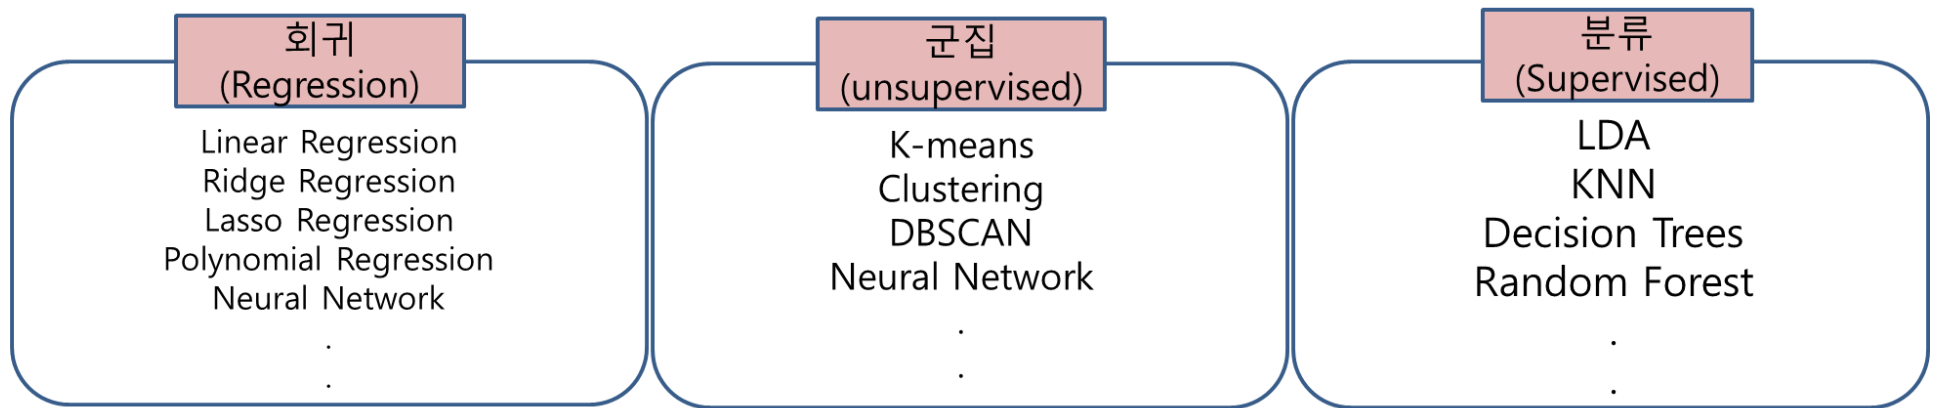 회귀
(Regression)
Linear Regression
Ridge Regression
Lasso Regression
Polynomial Regression
Neural Network
.
.
군집
(unsupervised)
K-means
Clustering
DBSCAN
Neural Network
.
.
분류
(Supervised)
LDA
KNN
Decision Trees
Random Forest
.
.